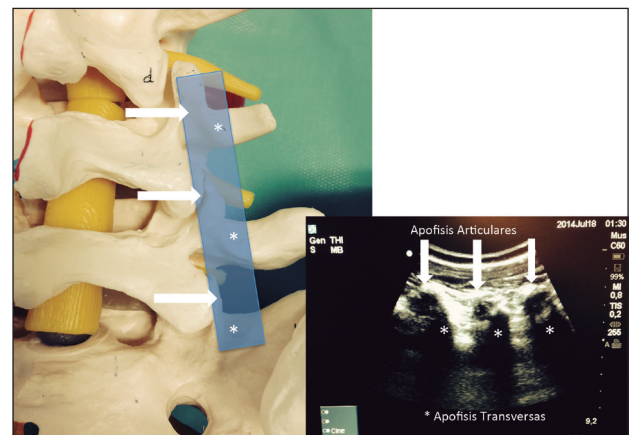 d
*
*
*
2014Jul18 01:30
Mus
C60
99%
MI
0,8
TIS
0,2
255
A
Gen THI
S MB
Apofisis Articulares
* * *
* Apofisis Transversas
Cine
9,2